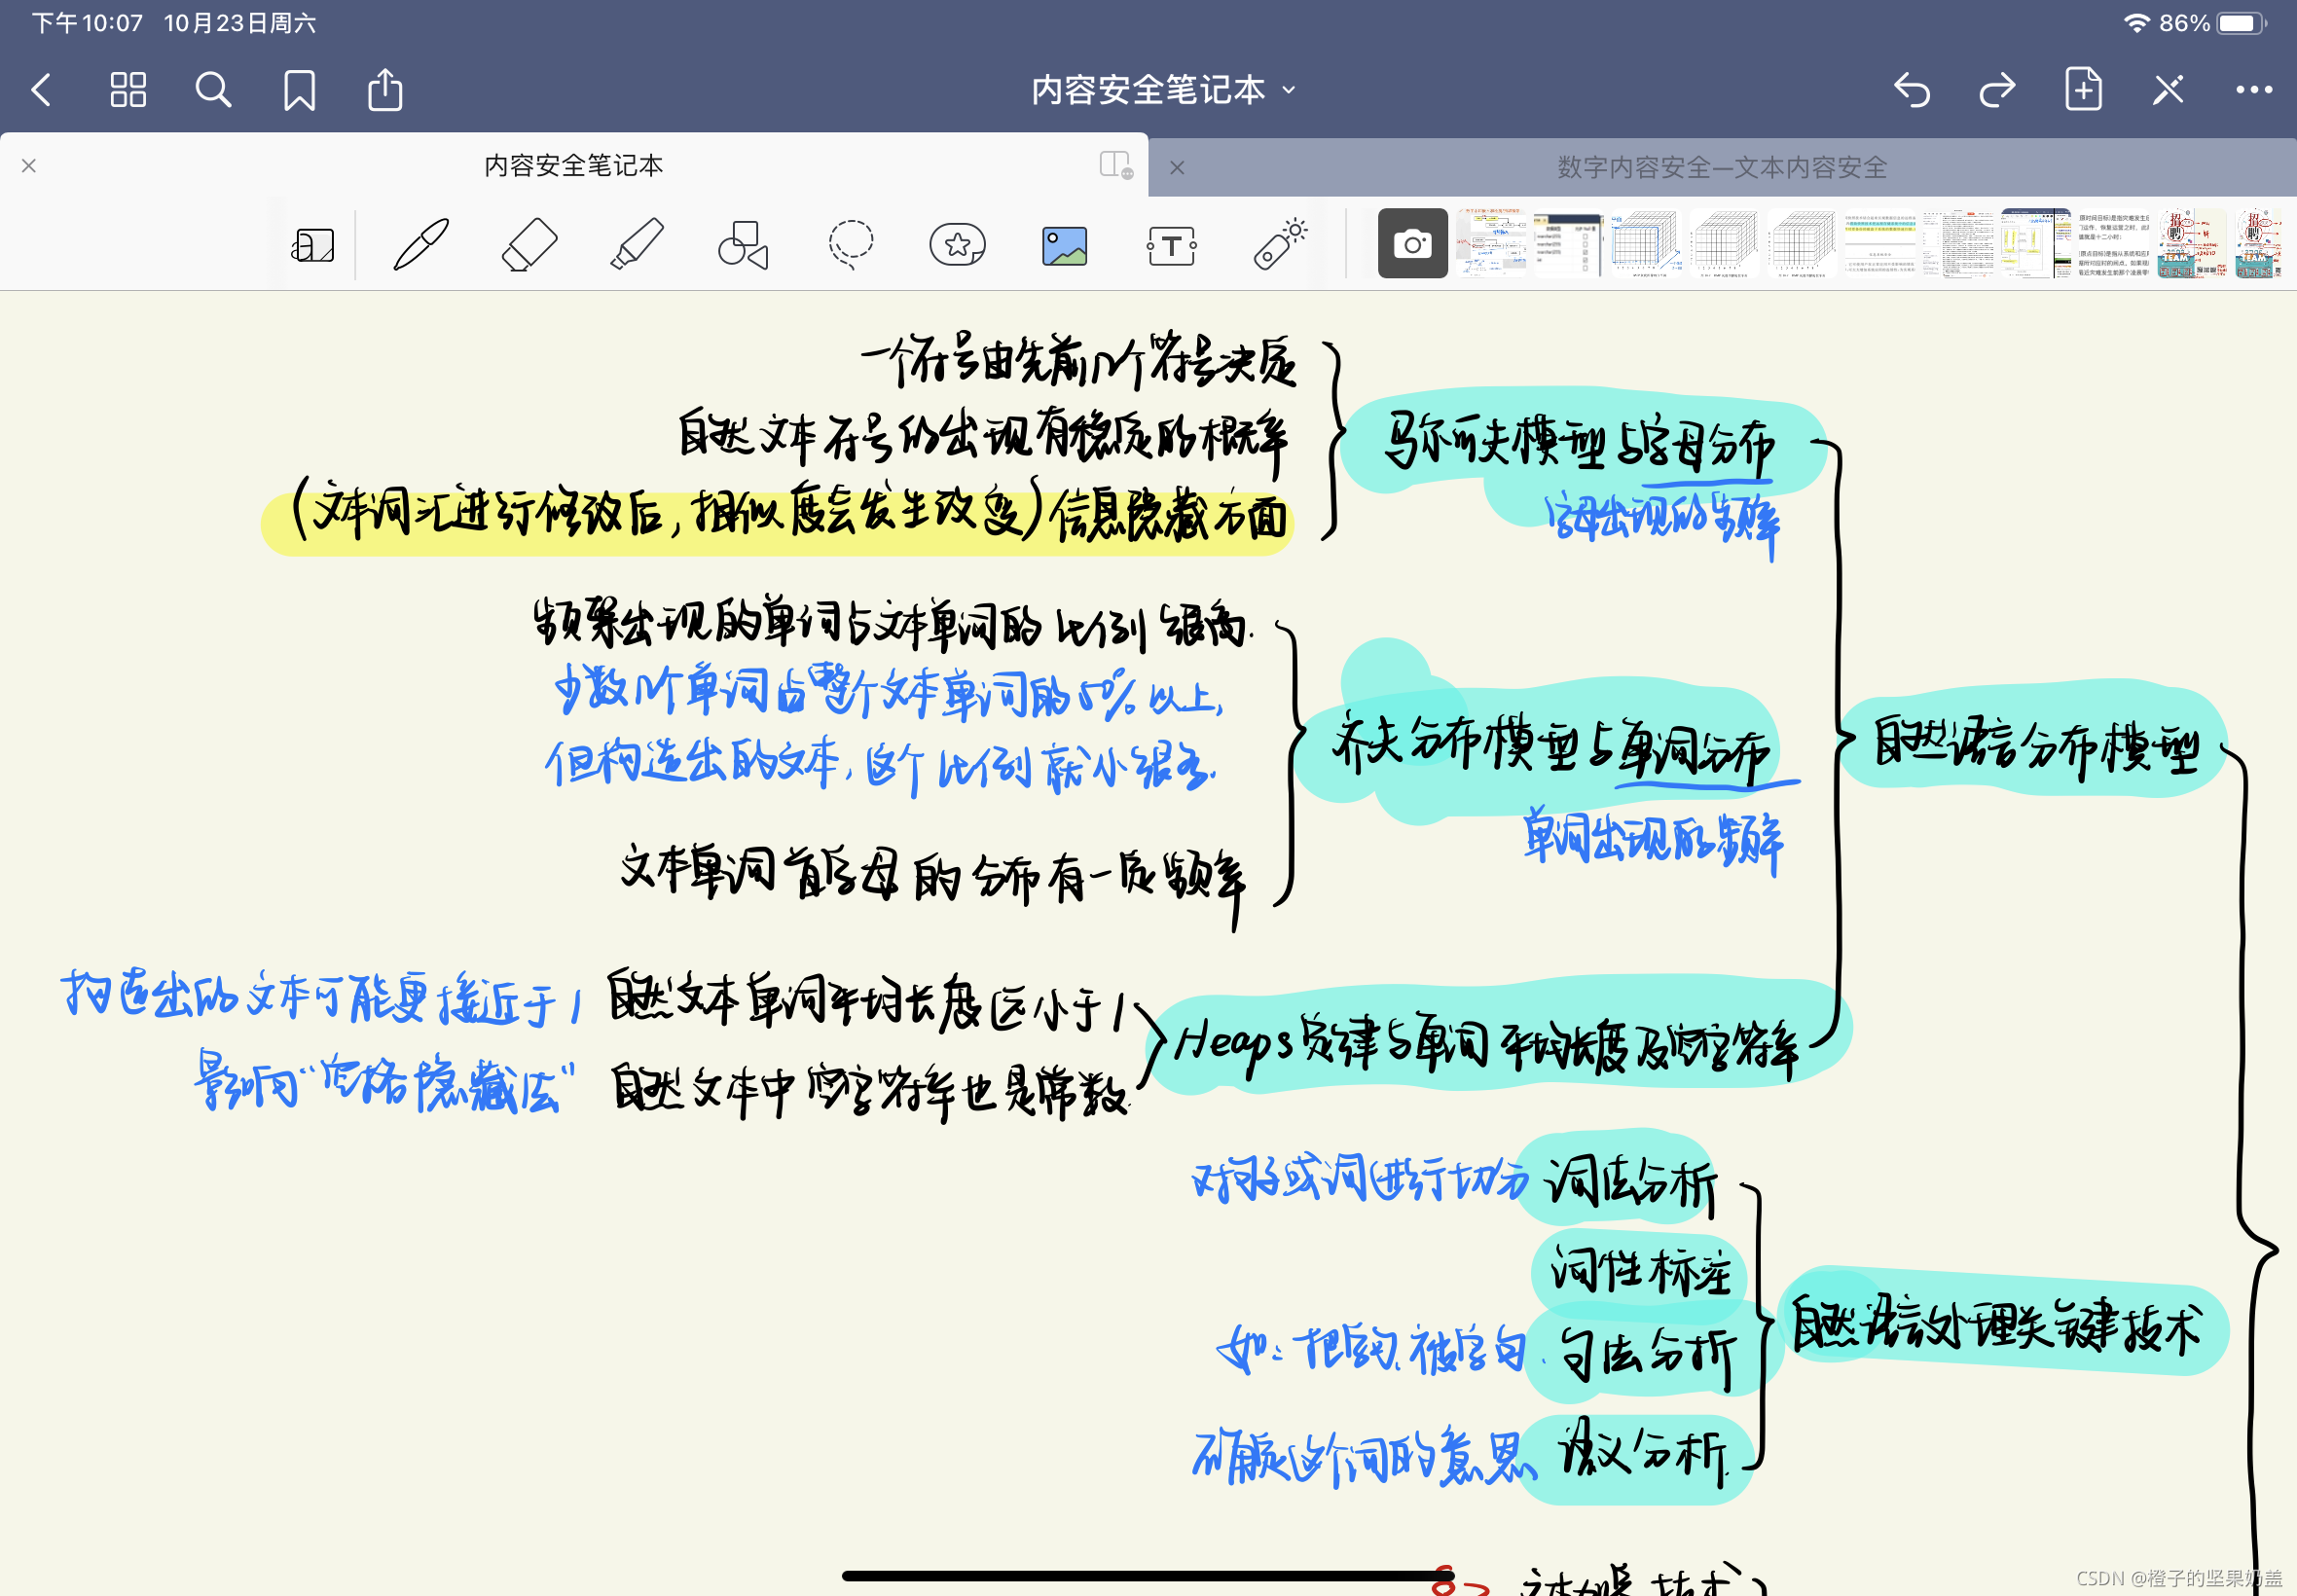 下午10:07 10月23日周六
86%
内容安全笔记本
内容安全笔记本
数字内容安全—文本内容安全
一个符号由先前几个符号决定
自然文本符号的出现有稳定的概率
(文本词汇进行修改后,相似度会发生改变)信息隐藏方面
马尔可夫模型与字母分布
字母出现的频率
频繁出现的单词占文本单词的比例很高.
少数几个单词占整个文本单词的50%以上,
但构造出的文本,这个比例就小很多.
文本单词首字母的分布有一定频率
齐夫分布模型与单词分布
单词出现的频率
自然语言分布模型
构造出的文本可能更接近于1
自然文本单词平均长度远小于1
影响"空格隐藏法"
自然文本中空字符率也是常数.
Heaps定律与单词平均长度及空字符率
对句子或词进行切分
词法分析
词性标注
如:把字句、被字句.
句法分析
确定这个词的意思
语义分析
自然语言处理关键技术
CSDN @橙子的坚果奶盖